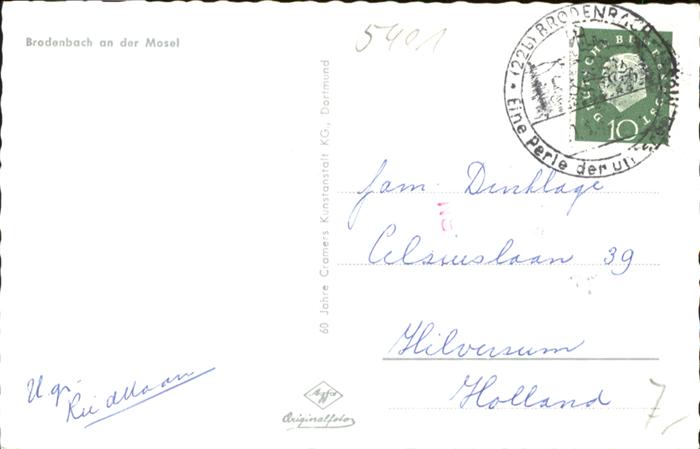 Brodenbach an der Mosel
5401
(22b) BRODENBACH
Eine Perle der
DEUTSCHE BUNDESPOST
10
60 Jahre Cramers Kunstanstalt KG., Dortmund
fam. Dinklage
Celsiuslaan 39
Hilversum
Holland
7,
Agfa
Originalfoto